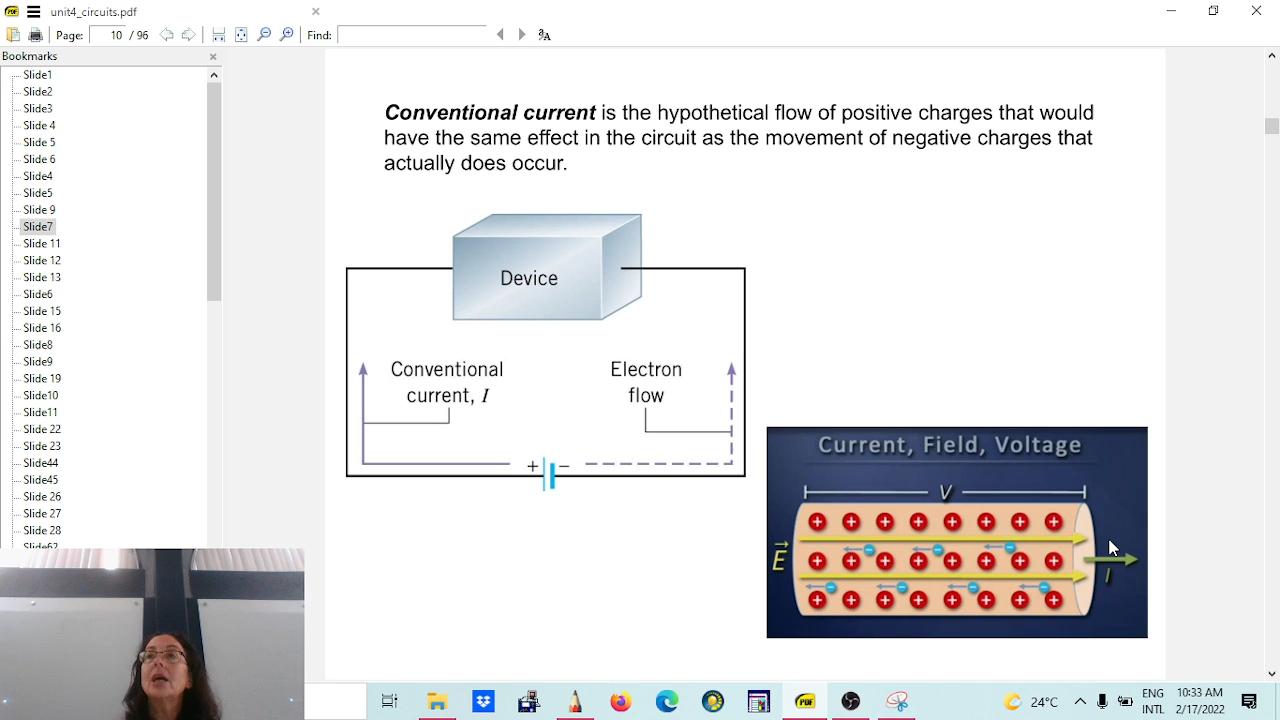 unit4_circuits.pdf
Page: 10 / 96 Find:
Bookmarks
Slide1
Slide2
Slide3
Slide 4
Slide 5
Slide 6
Slide4
Slide5
Slide 9
Slide7
Slide 11
Slide 12
Slide 13
Slide6
Slide 15
Slide 16
Slide8
Slide9
Slide 19
Slide10
Slide11
Slide 22
Slide 23
Slide44
Slide45
Slide 26
Slide 27
Slide 28
Conventional current is the hypothetical flow of positive charges that would
have the same effect in the circuit as the movement of negative charges that
actually does occur.
Device
Conventional
current, I
Electron
flow
+ −
Current, Field, Voltage
V
E
I
PDF
24°C
ENG
INTL
10:33 AM
2/17/2022